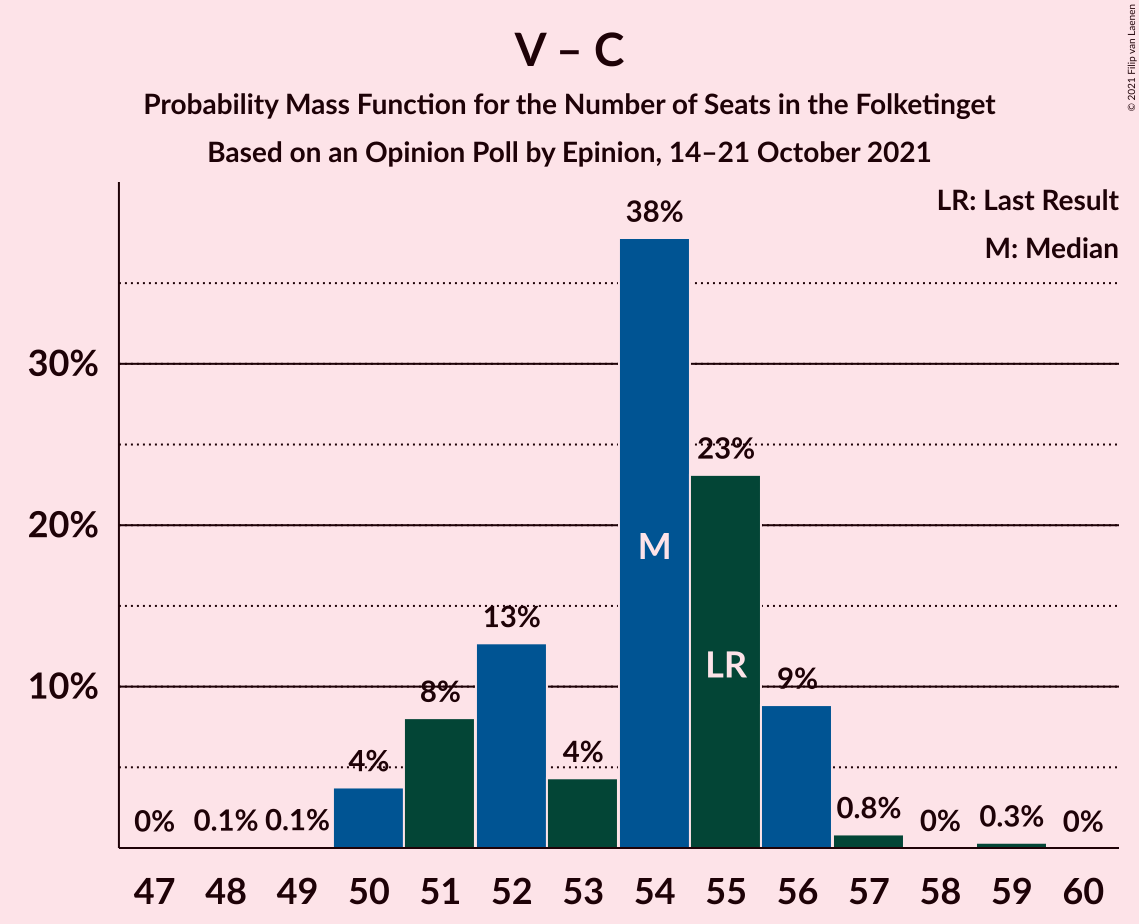 V – C
Probability Mass Function for the Number of Seats in the Folketinget
Based on an Opinion Poll by Epinion, 14–21 October 2021
© 2021 Filip van Laenen
LR: Last Result
M: Median
30%
20%
10%
0%
0.1%
0.1%
4%
8%
13%
4%
38%
M
23%
LR
9%
0.8%
0%
0.3%
0%
47 48 49 50 51 52 53 54 55 56 57 58 59 60